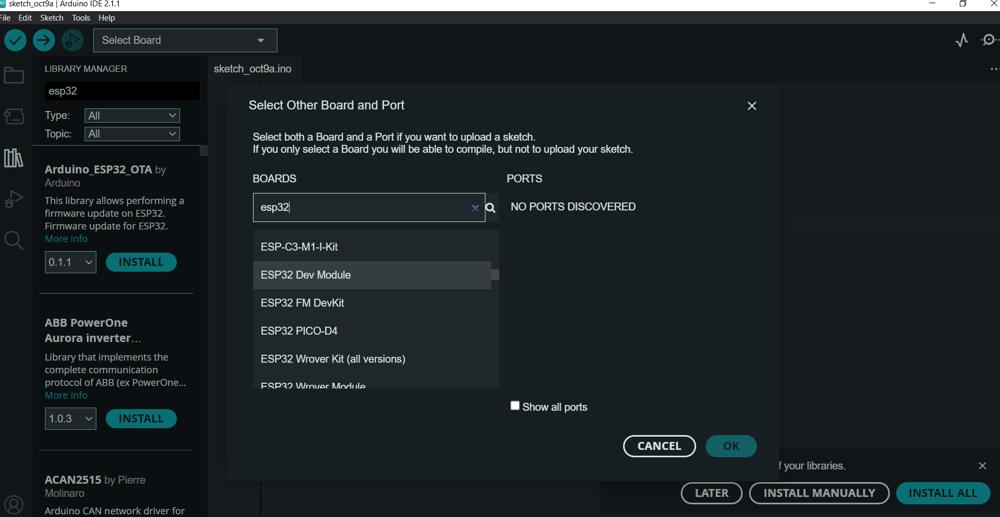 sketch_oct9a | Arduino IDE 2.1.1
File Edit Sketch Tools Help
Select Board
LIBRARY MANAGER
esp32
Type: All
Topic: All
Arduino_ESP32_OTA by
Arduino
This library allows performing a
firmware update on ESP32.
Firmware update for ESP32.
More info
0.1.1 INSTALL
ABB PowerOne
Aurora inverter...
Library that implements the
complete communication
protocol of ABB (ex PowerOne...
More info
1.0.3 INSTALL
ACAN2515 by Pierre
Molinaro
Arduino CAN network driver for
sketch_oct9a.ino
Select Other Board and Port
Select both a Board and a Port if you want to upload a sketch.
If you only select a Board you will be able to compile, but not to upload your sketch.
BOARDS
esp32
ESP-C3-M1-I-Kit
ESP32 Dev Module
ESP32 FM DevKit
ESP32 PICO-D4
ESP32 Wrover Kit (all versions)
ESP32 Wrover Module
PORTS
NO PORTS DISCOVERED
Show all ports
CANCEL OK
f your libraries.
LATER INSTALL MANUALLY INSTALL ALL